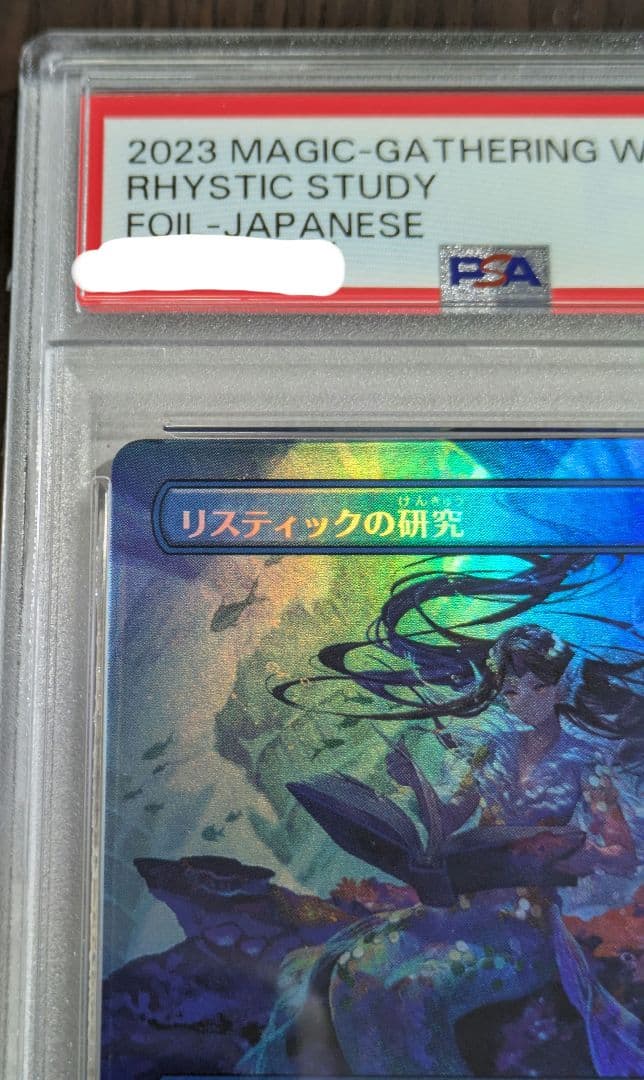 2023 MAGIC-GATHERING W
RHYSTIC STUDY
FOIL-JAPANESE
PSA
けんきゅう
リスティックの研究